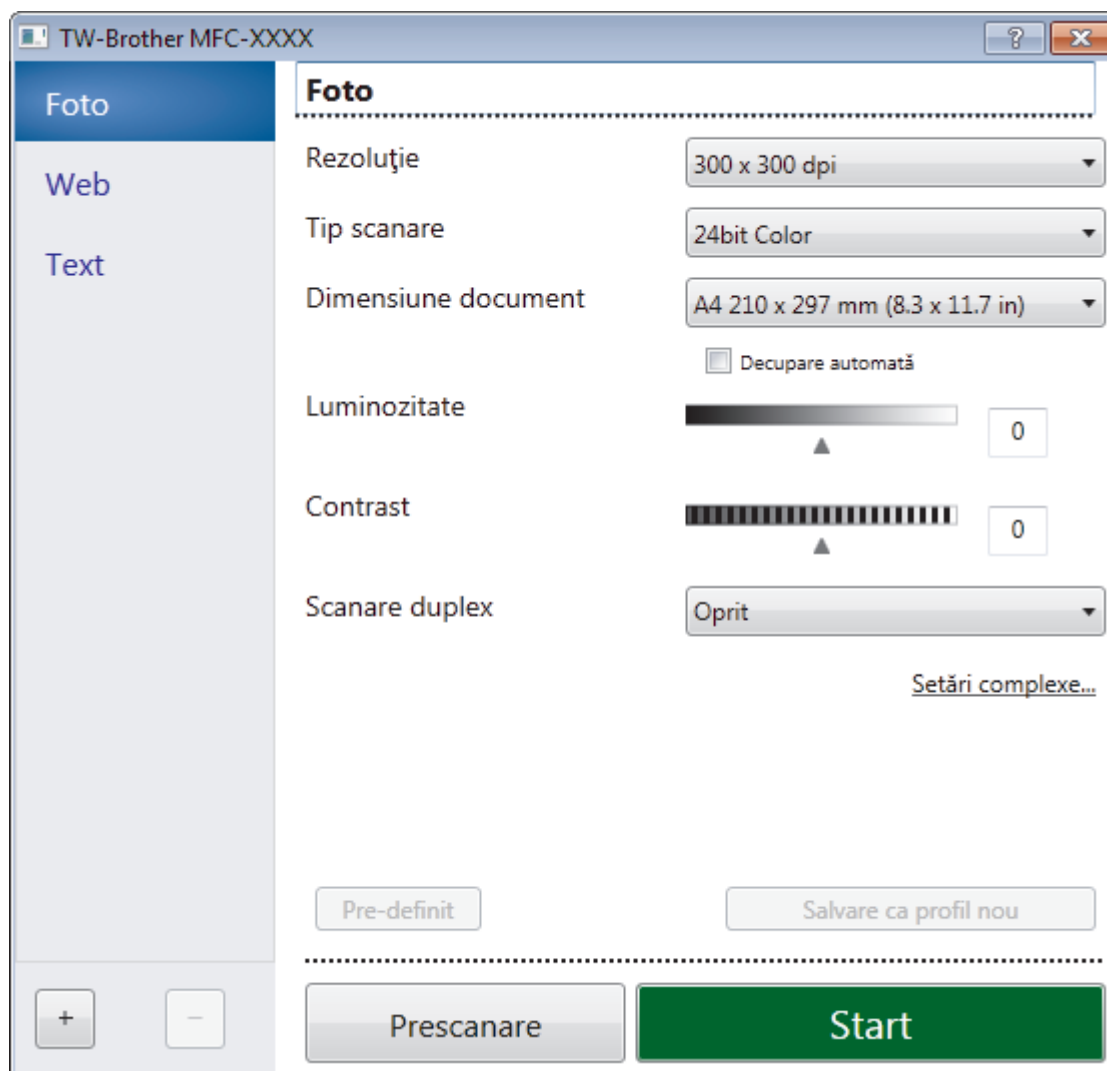 TW-Brother MFC-XXXX
?
Foto
Web
Text
Foto
Rezoluţie
300 x 300 dpi
Tip scanare
24bit Color
Dimensiune document
A4 210 x 297 mm (8.3 x 11.7 in)
Decupare automată
Luminozitate
0
Contrast
0
Scanare duplex
Oprit
Setări complexe...
Pre-definit
Salvare ca profil nou
+
−
Prescanare
Start